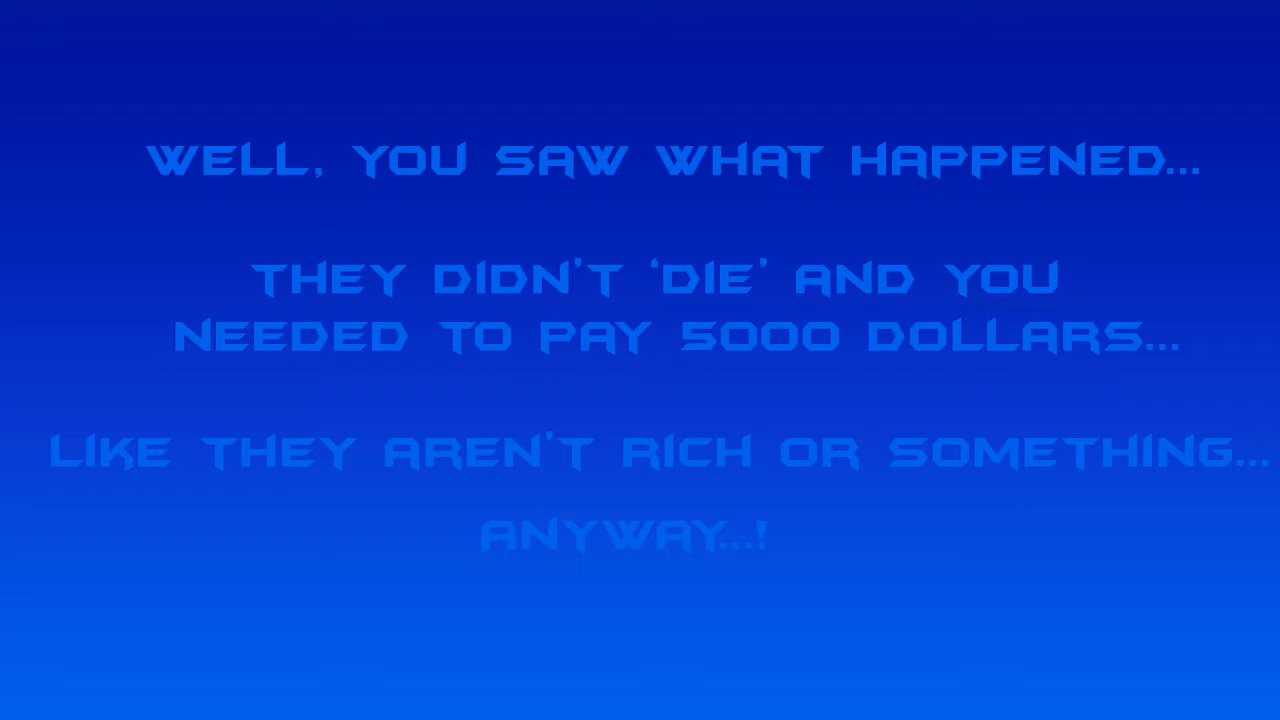 WELL, YOU SAW WHAT HAPPENED...
THEY DIDN'T 'DIE' AND YOU
NEEDED TO PAY 5000 DOLLARS...
LIKE THEY AREN'T RICH OR SOMETHING...
ANYWAY...!